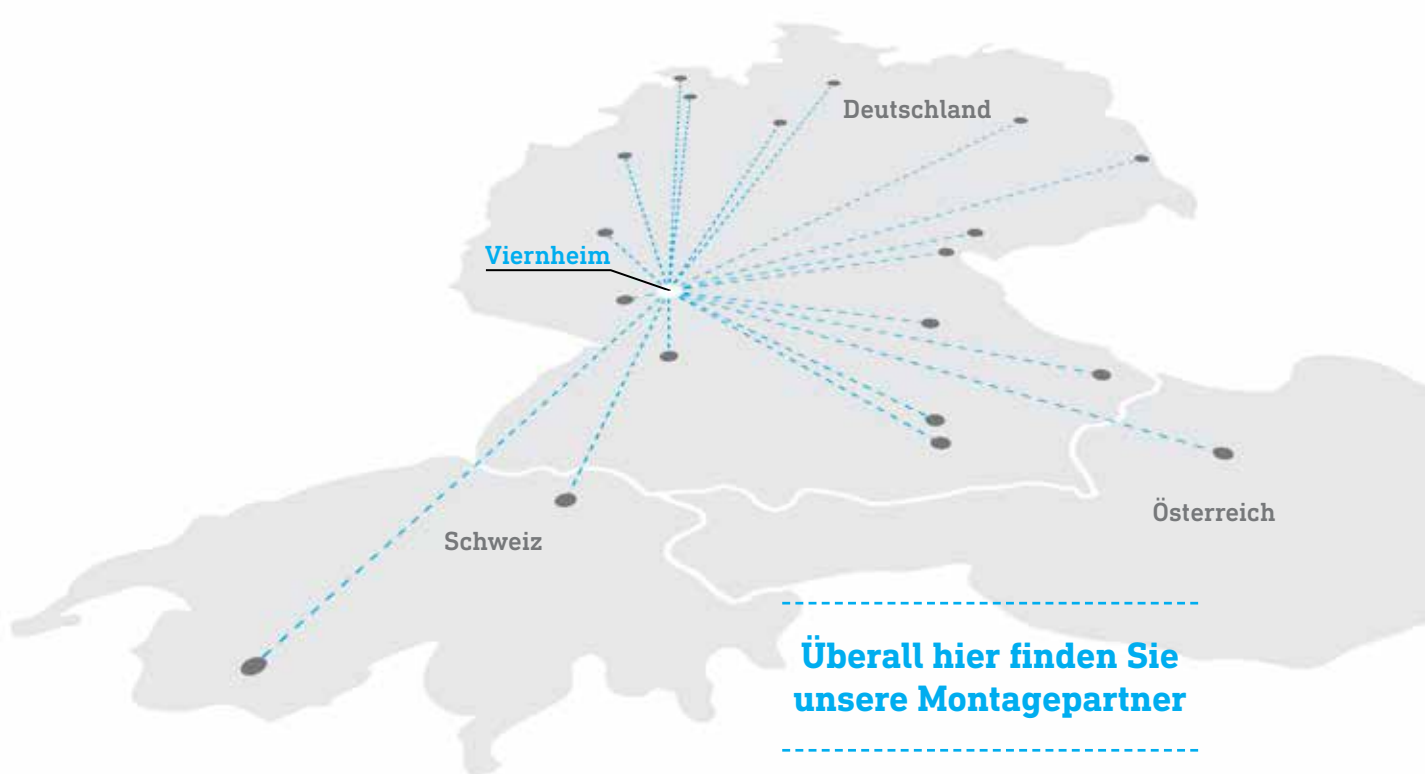 Deutschland
Viernheim
Österreich
Schweiz
Überall hier finden Sie
unsere Montagepartner